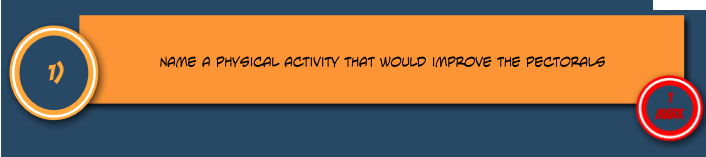 1)
NAME A PHYSICAL ACTIVITY THAT WOULD IMPROVE THE PECTORALS
1
MARK